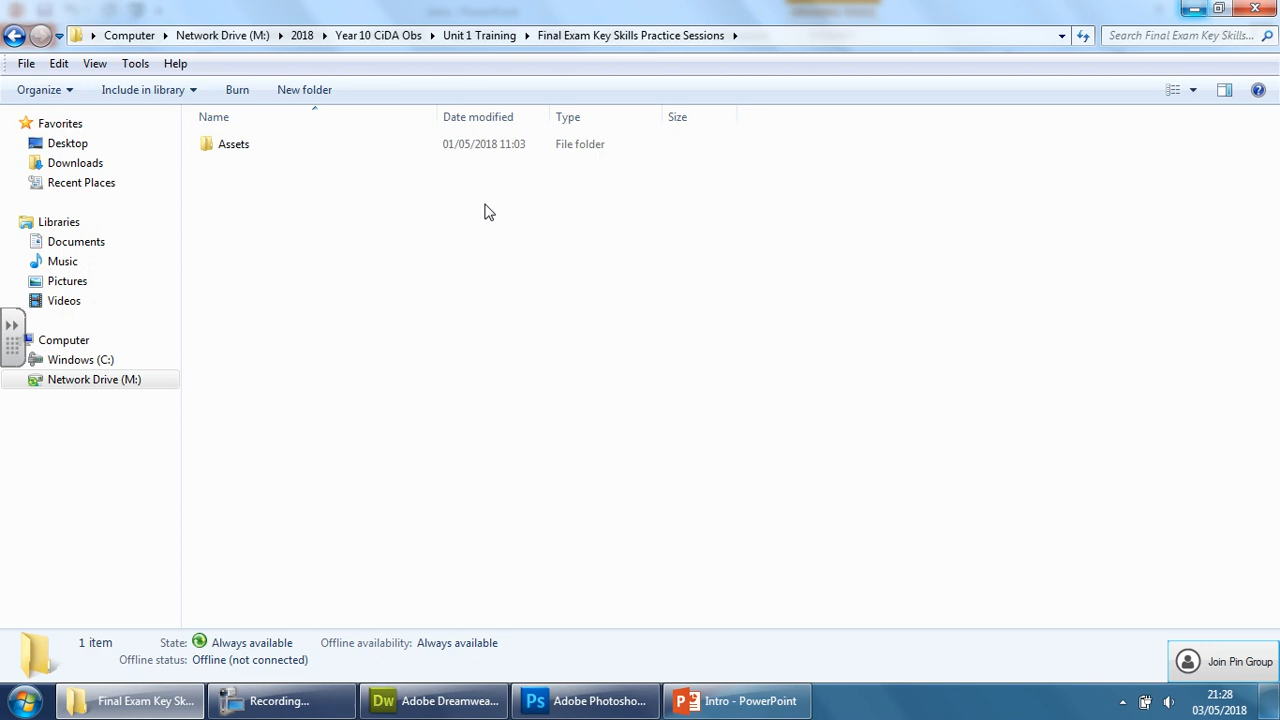 Computer Network Drive (M:) 2018 Year 10 CiDA Obs Unit 1 Training Final Exam Key Skills Practice Sessions Search Final Exam Key Skills...
File Edit View Tools Help
Organize Include in library Burn New folder
Name Date modified Type Size
Assets 01/05/2018 11:03 File folder
Favorites
Desktop
Downloads
Recent Places
Libraries
Documents
Music
Pictures
Videos
Computer
Windows (C:)
Network Drive (M:)
1 item State: Always available Offline availability: Always available
Offline status: Offline (not connected)
Join Pin Group
Final Exam Key Sk... Recording... Dw Adobe Dreamwea... Ps Adobe Photosho... Intro - PowerPoint
21:28
03/05/2018